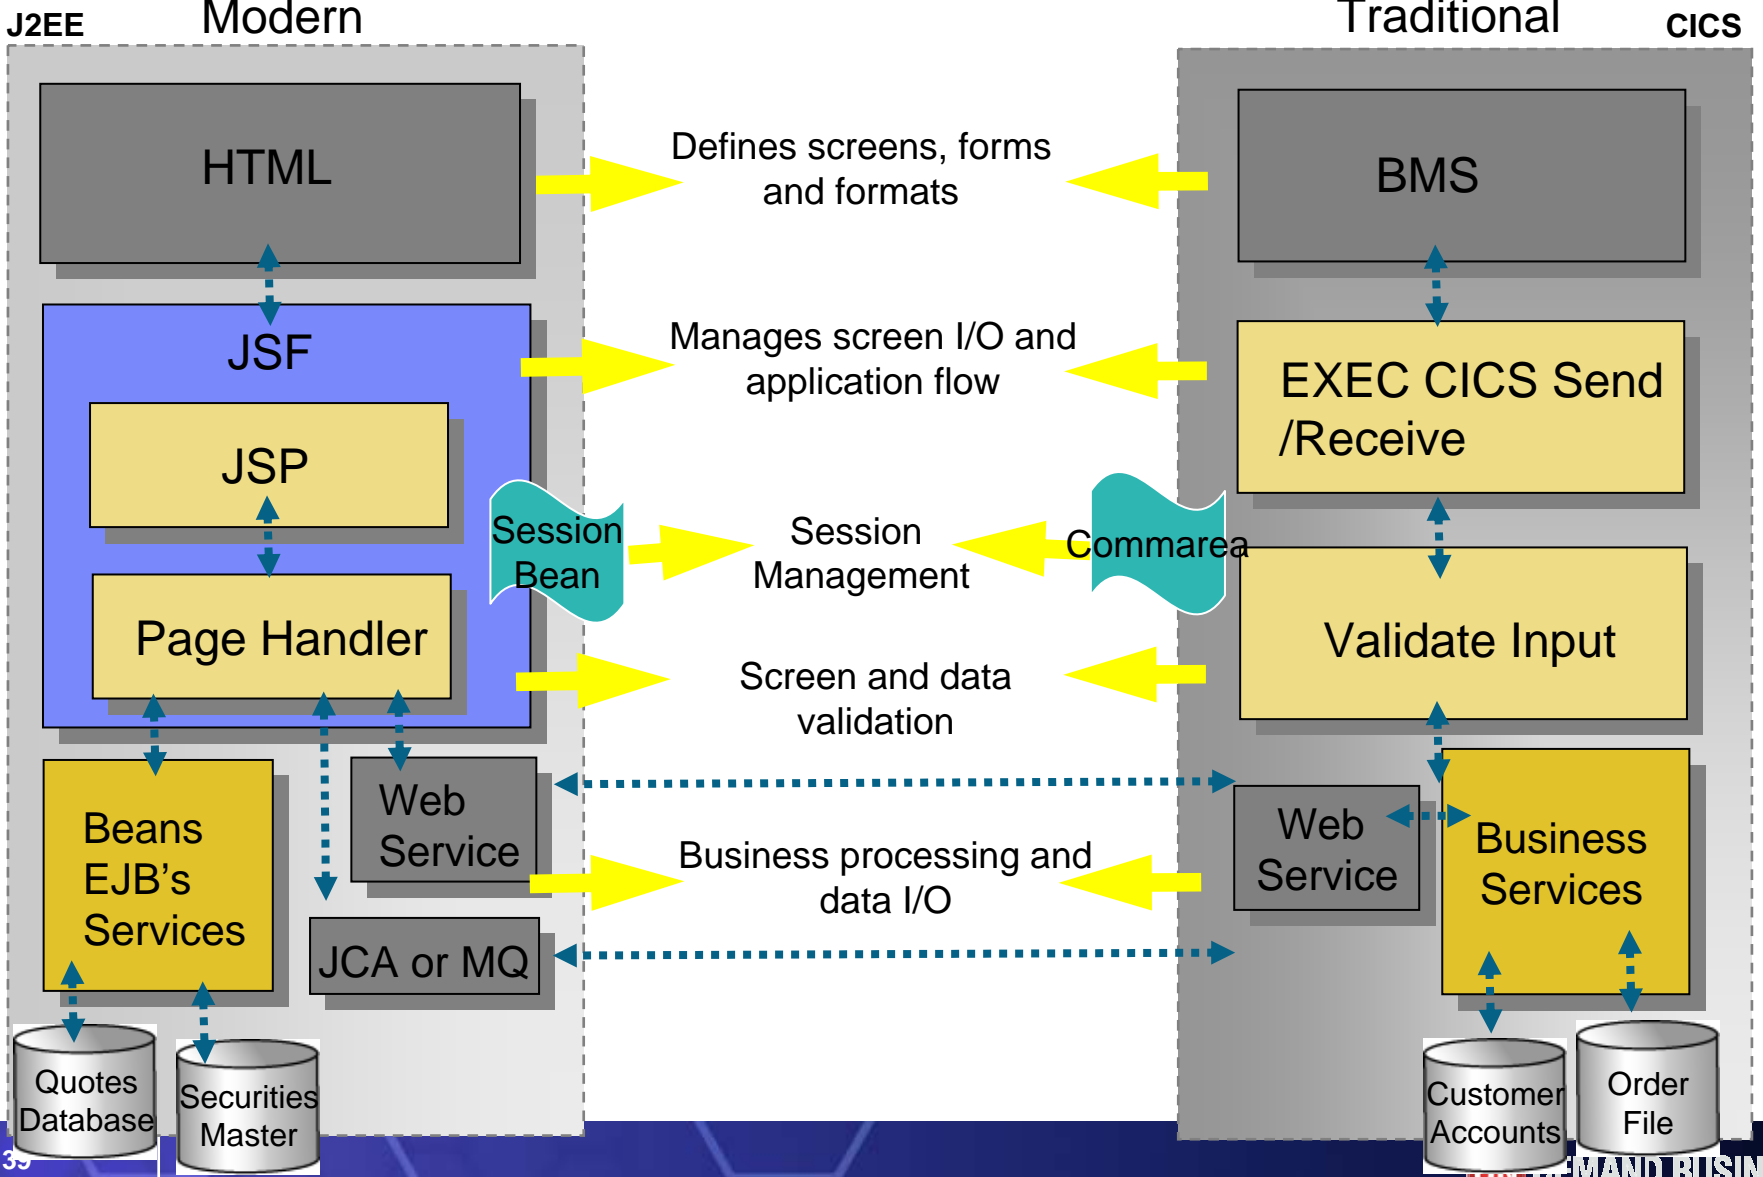 J2EE
Modern
Traditional
CICS
HTML
Defines screens, forms
and formats
BMS
JSF
Manages screen I/O and
application flow
EXEC CICS Send
/Receive
JSP
Session
Bean
Session
Management
Commarea
Page Handler
Screen and data
validation
Validate Input
Beans
EJB's
Services
Web
Service
Business processing and
data I/O
Web
Service
Business
Services
JCA or MQ
Quotes
Database
Securities
Master
Customer
Accounts
Order
File
39